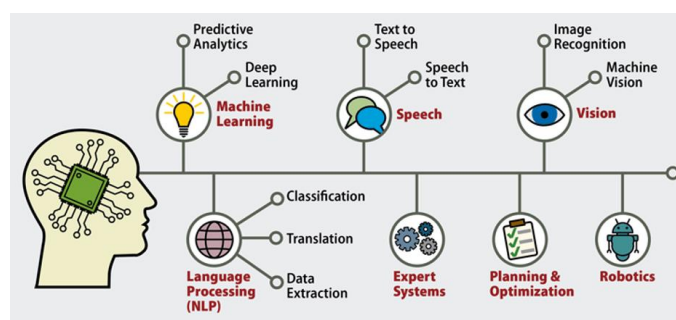 Predictive
Analytics
Deep
Learning
Machine
Learning
Text to
Speech
Speech
to Text
Speech
Image
Recognition
Machine
Vision
Vision
Classification
Translation
Data
Extraction
Language
Processing
(NLP)
Expert
Systems
Planning &
Optimization
Robotics